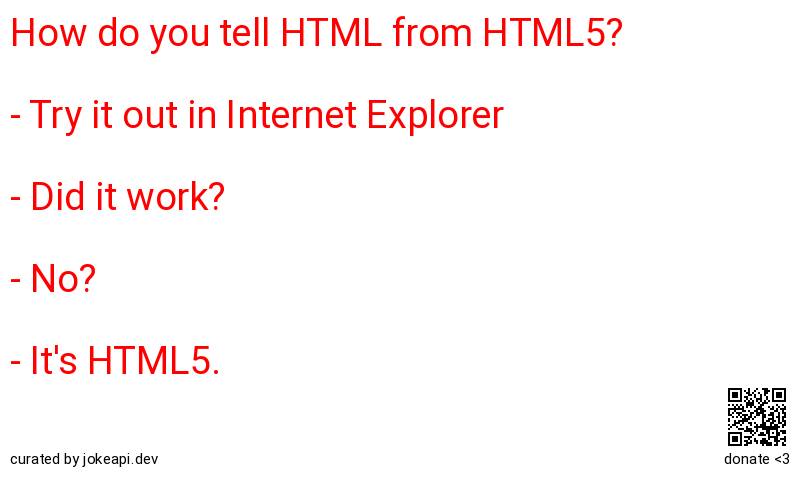 How do you tell HTML from HTML5?
- Try it out in Internet Explorer
- Did it work?
- No?
- It's HTML5.
curated by jokeapi.dev
donate <3